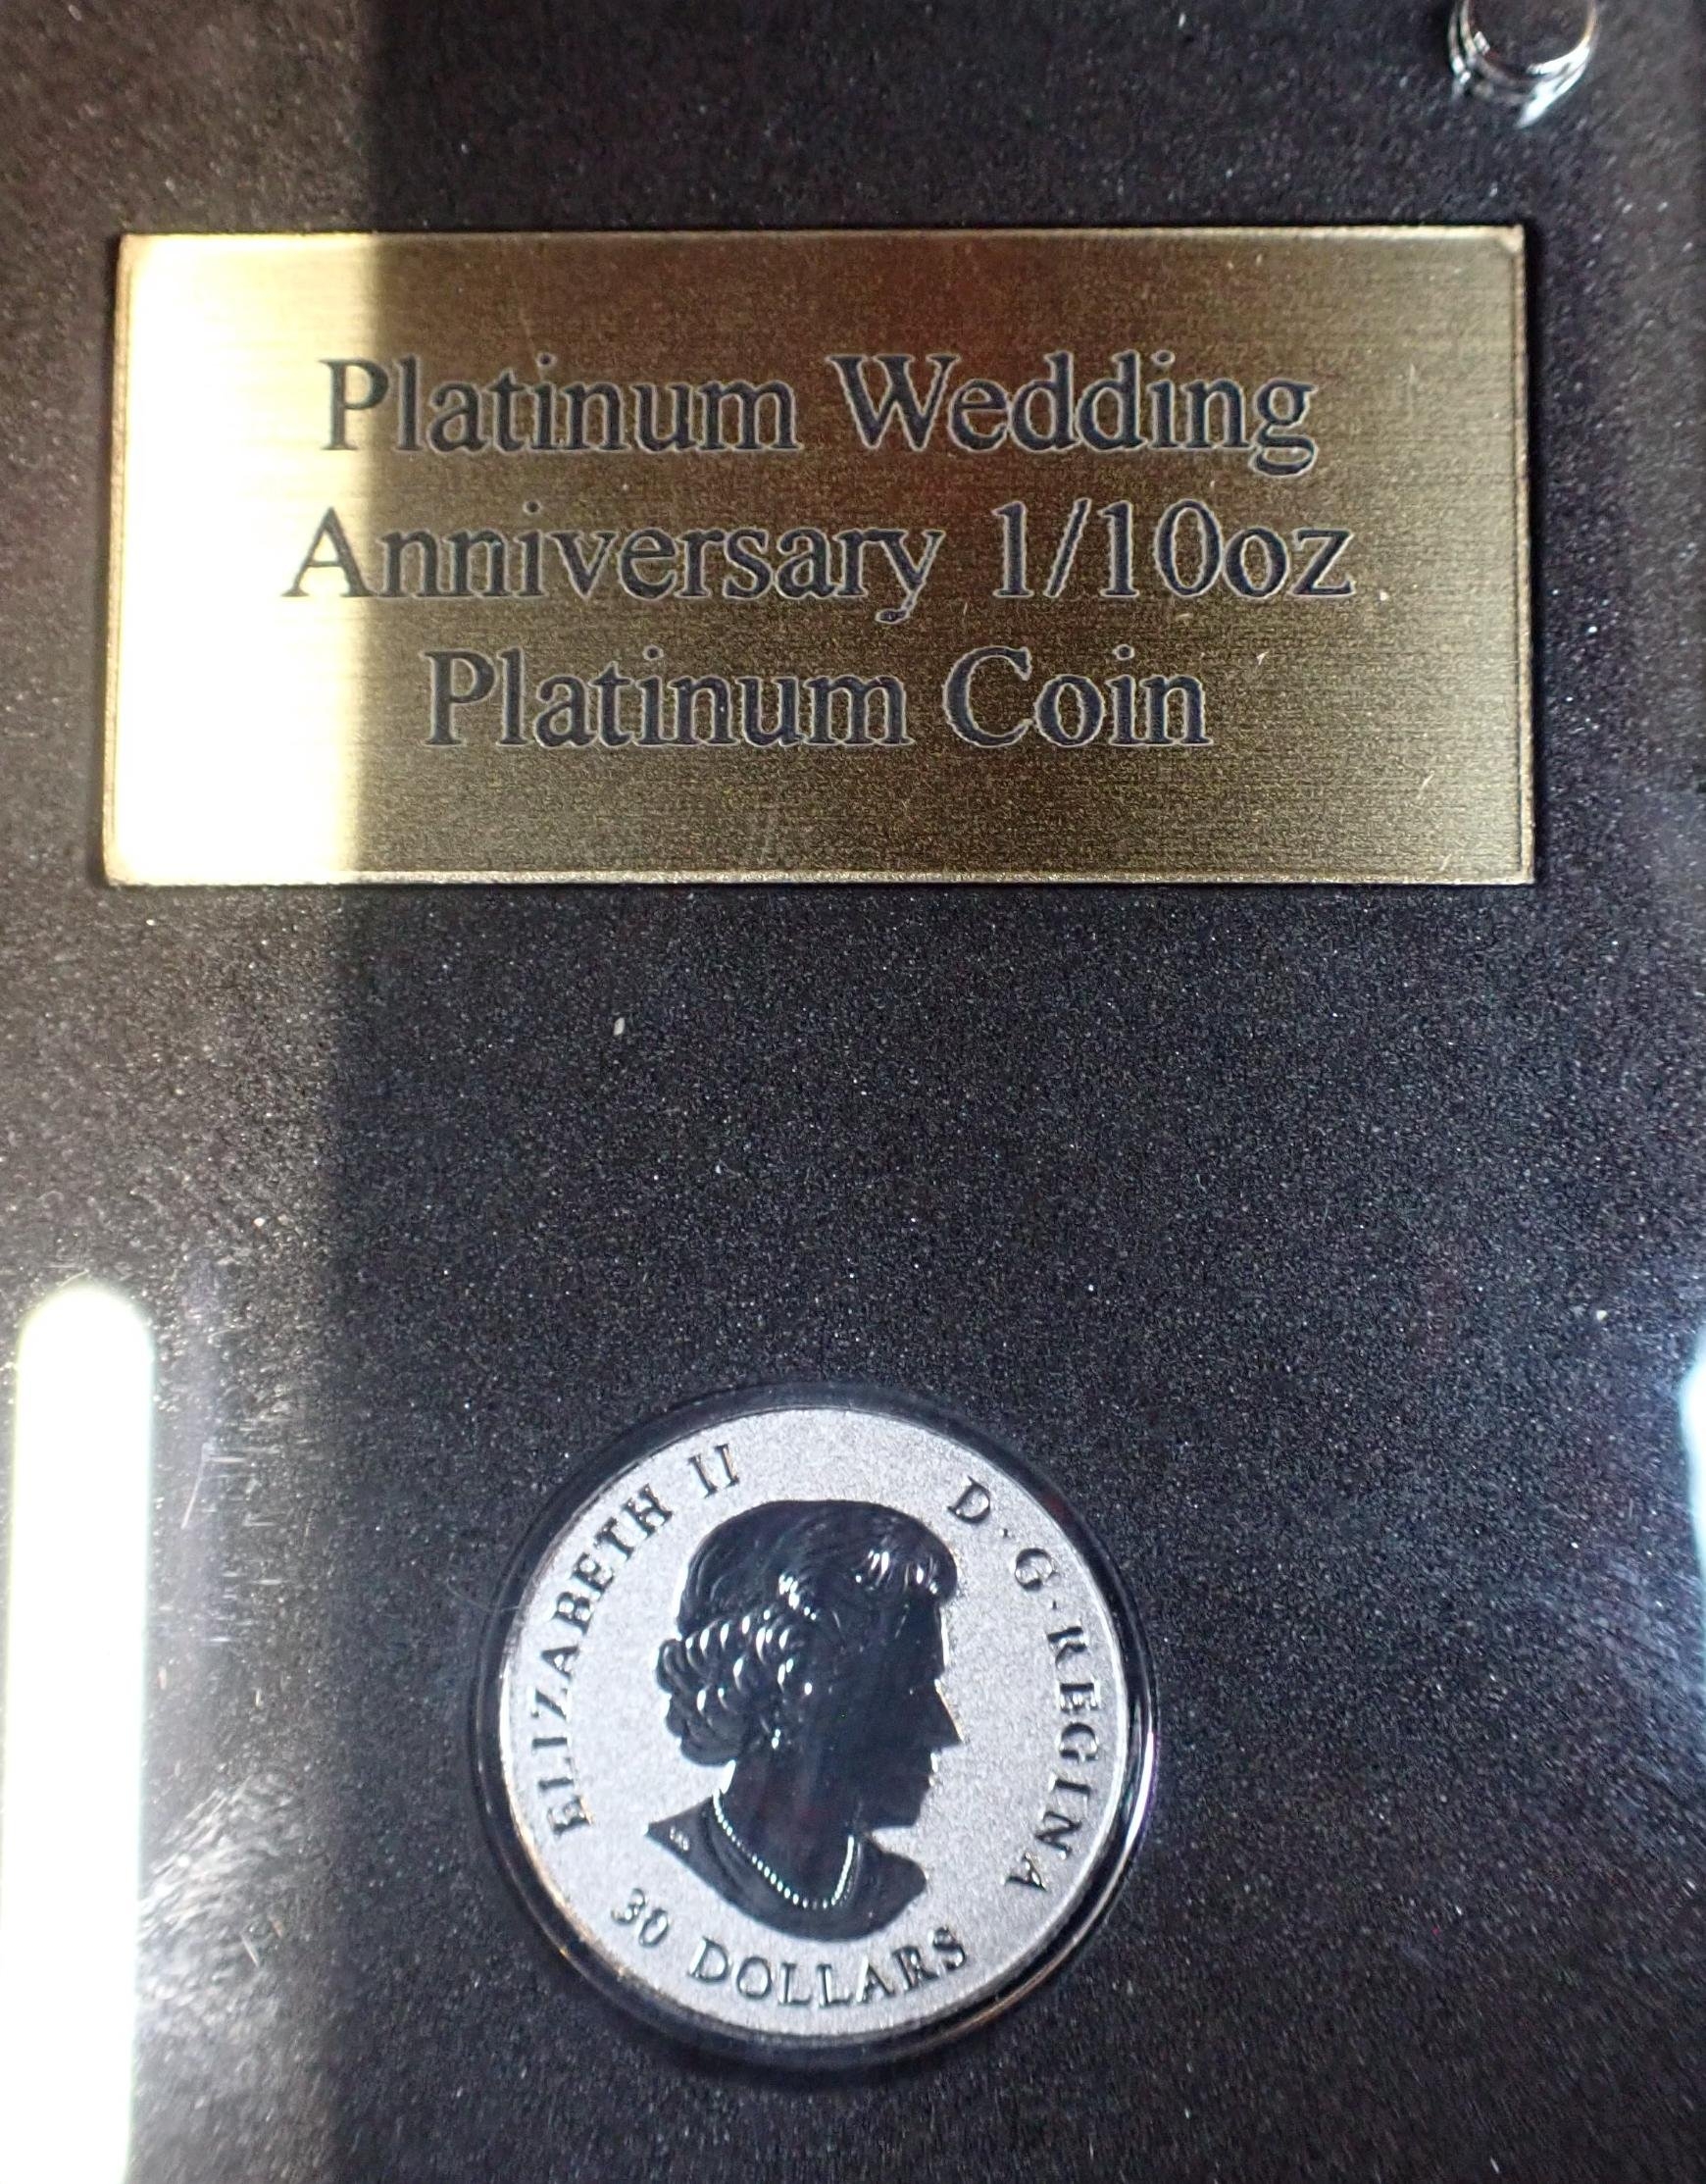 Platinum Wedding
Anniversary 1/10oz
Platinum Coin
ELIZABETH II
D·G·REGINA
30 DOLLARS